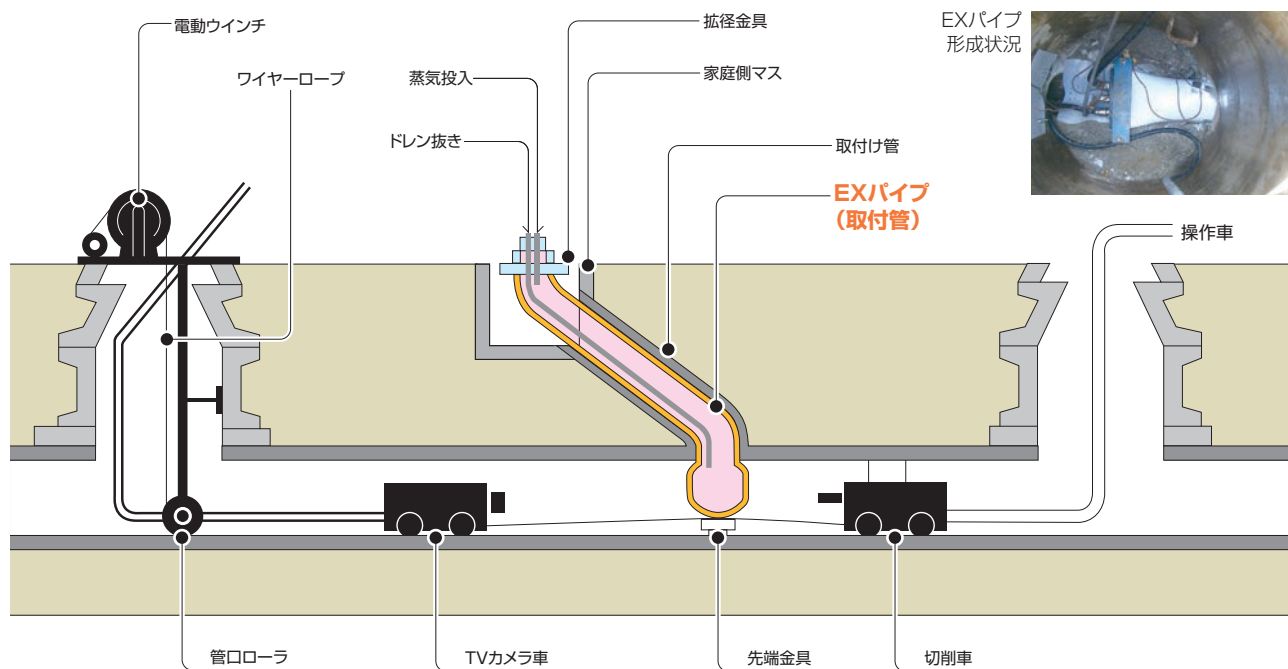 電動ウインチ
ワイヤーロープ
蒸気投入
ドレン抜き
拡径金具
家庭側マス
取付け管
EXパイプ
（取付管）
EXパイプ
形成状況
操作車
管口ローラ
TVカメラ車
先端金具
切削車